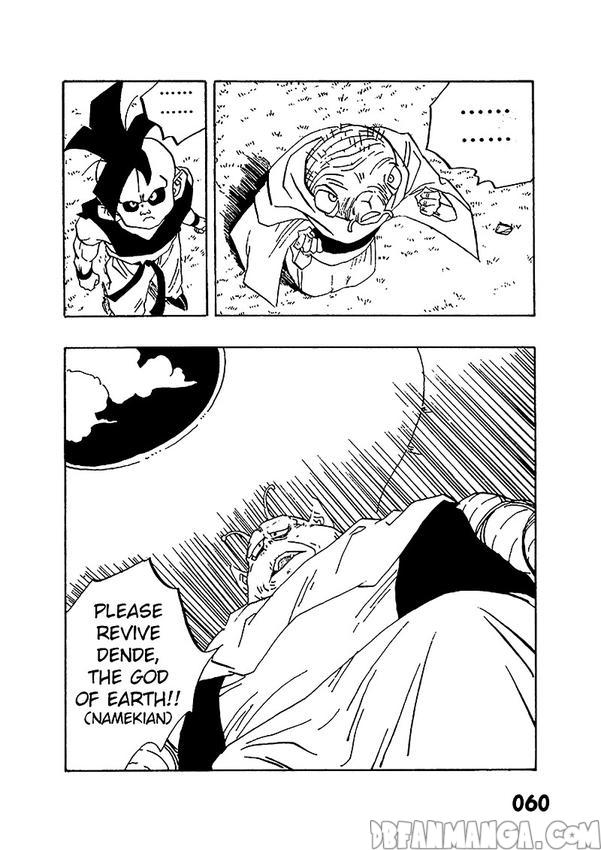 ......
......
......
......
PLEASE
REVIVE
DENDE,
THE GOD
OF EARTH!!
(NAMEKIAN)
060
DBFANMANGA.COM